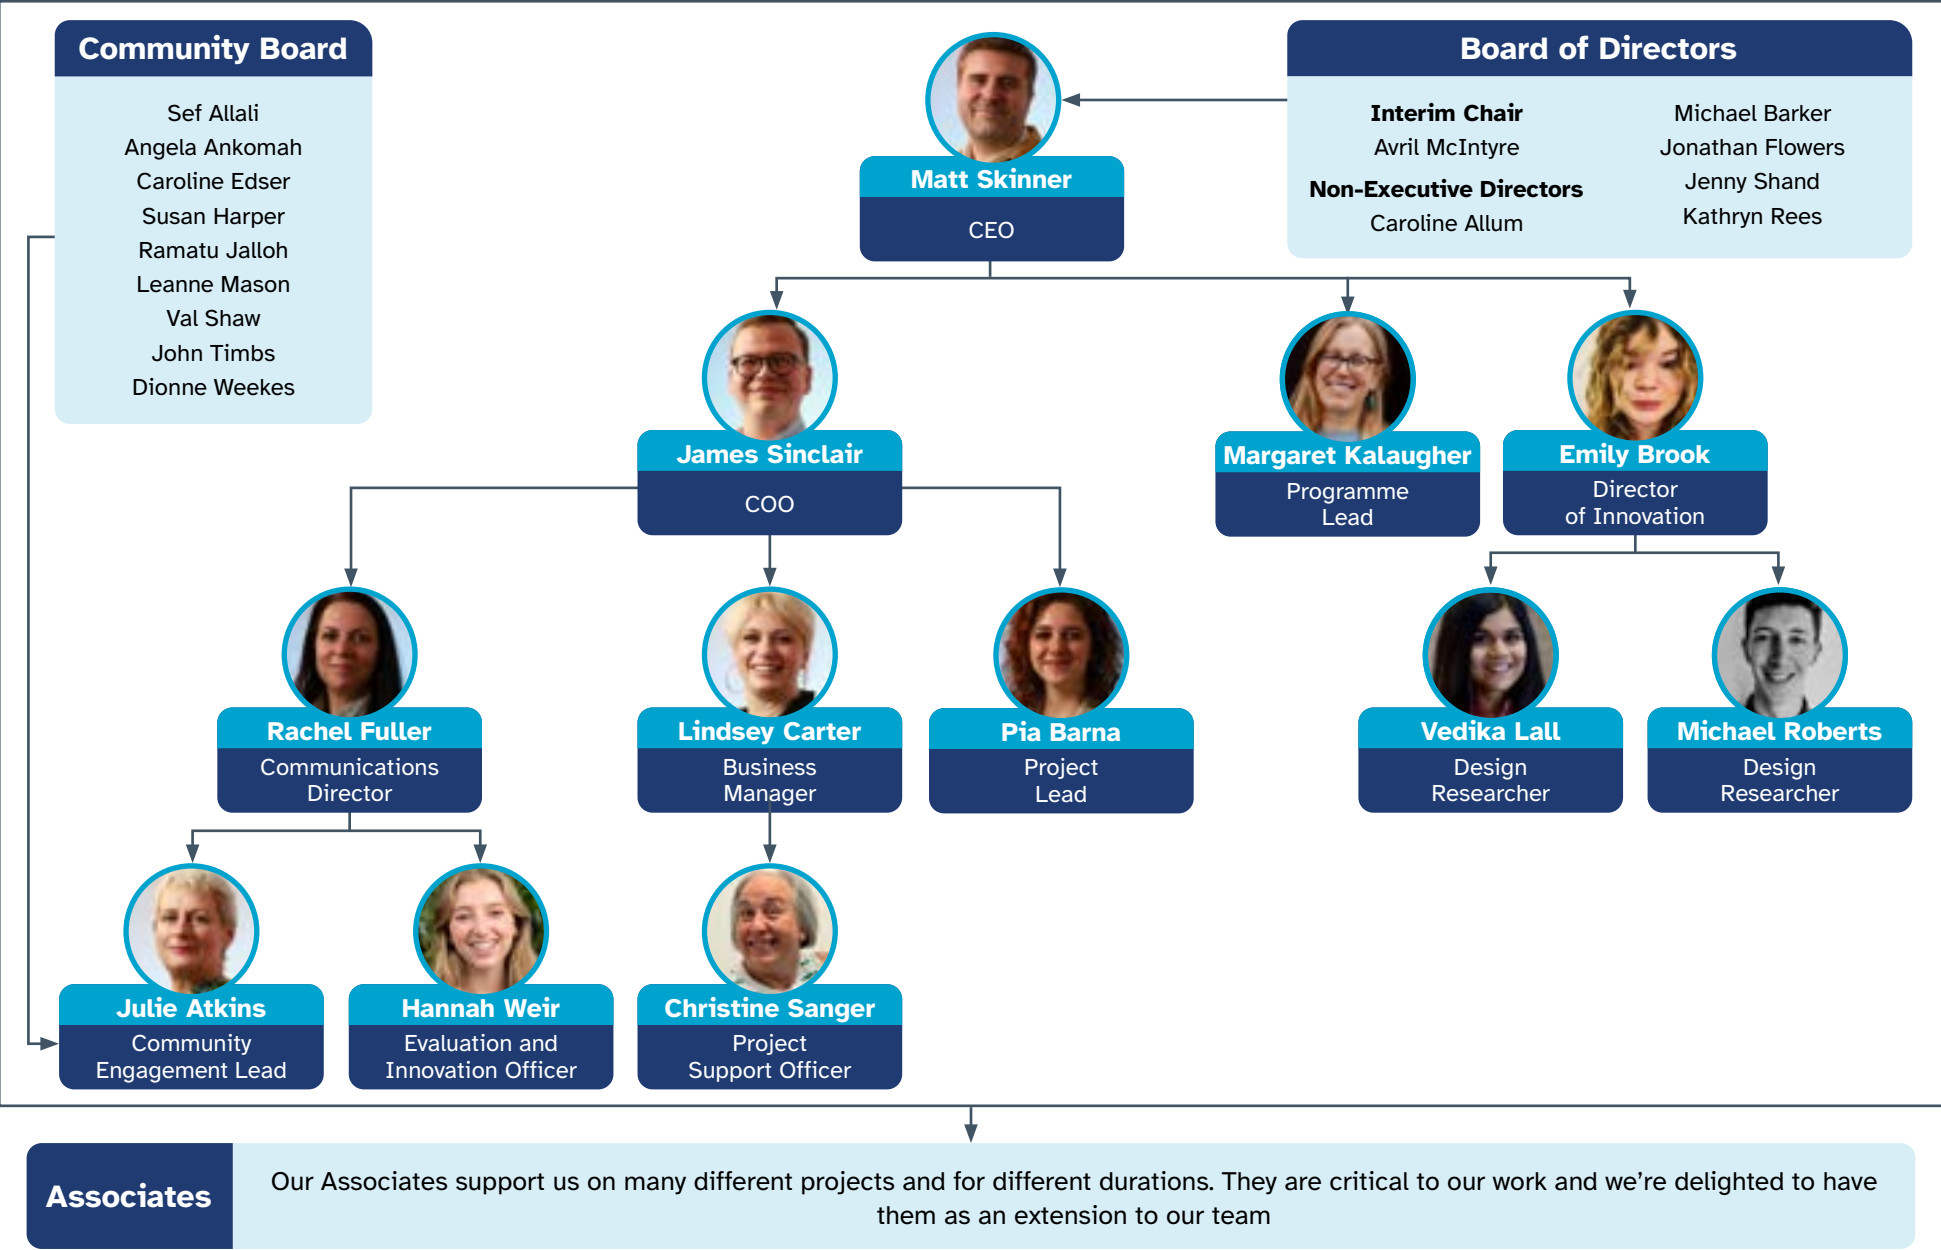 Community Board
Sef Allali
Angela Ankomah
Caroline Edser
Susan Harper
Ramatu Jalloh
Leanne Mason
Val Shaw
John Timbs
Dionne Weekes
Matt Skinner
CEO
Board of Directors
Interim Chair
Avril McIntyre
Non-Executive Directors
Caroline Allum
Michael Barker
Jonathan Flowers
Jenny Shand
Kathryn Rees
James Sinclair
COO
Margaret Kalaugher
Programme
Lead
Emily Brook
Director
of Innovation
Rachel Fuller
Communications
Director
Lindsey Carter
Business
Manager
Pia Barna
Project
Lead
Vedika Lall
Design
Researcher
Michael Roberts
Design
Researcher
Julie Atkins
Community
Engagement Lead
Hannah Weir
Evaluation and
Innovation Officer
Christine Sanger
Project
Support Officer
Associates
Our Associates support us on many different projects and for different durations. They are critical to our work and we’re delighted to have
them as an extension to our team